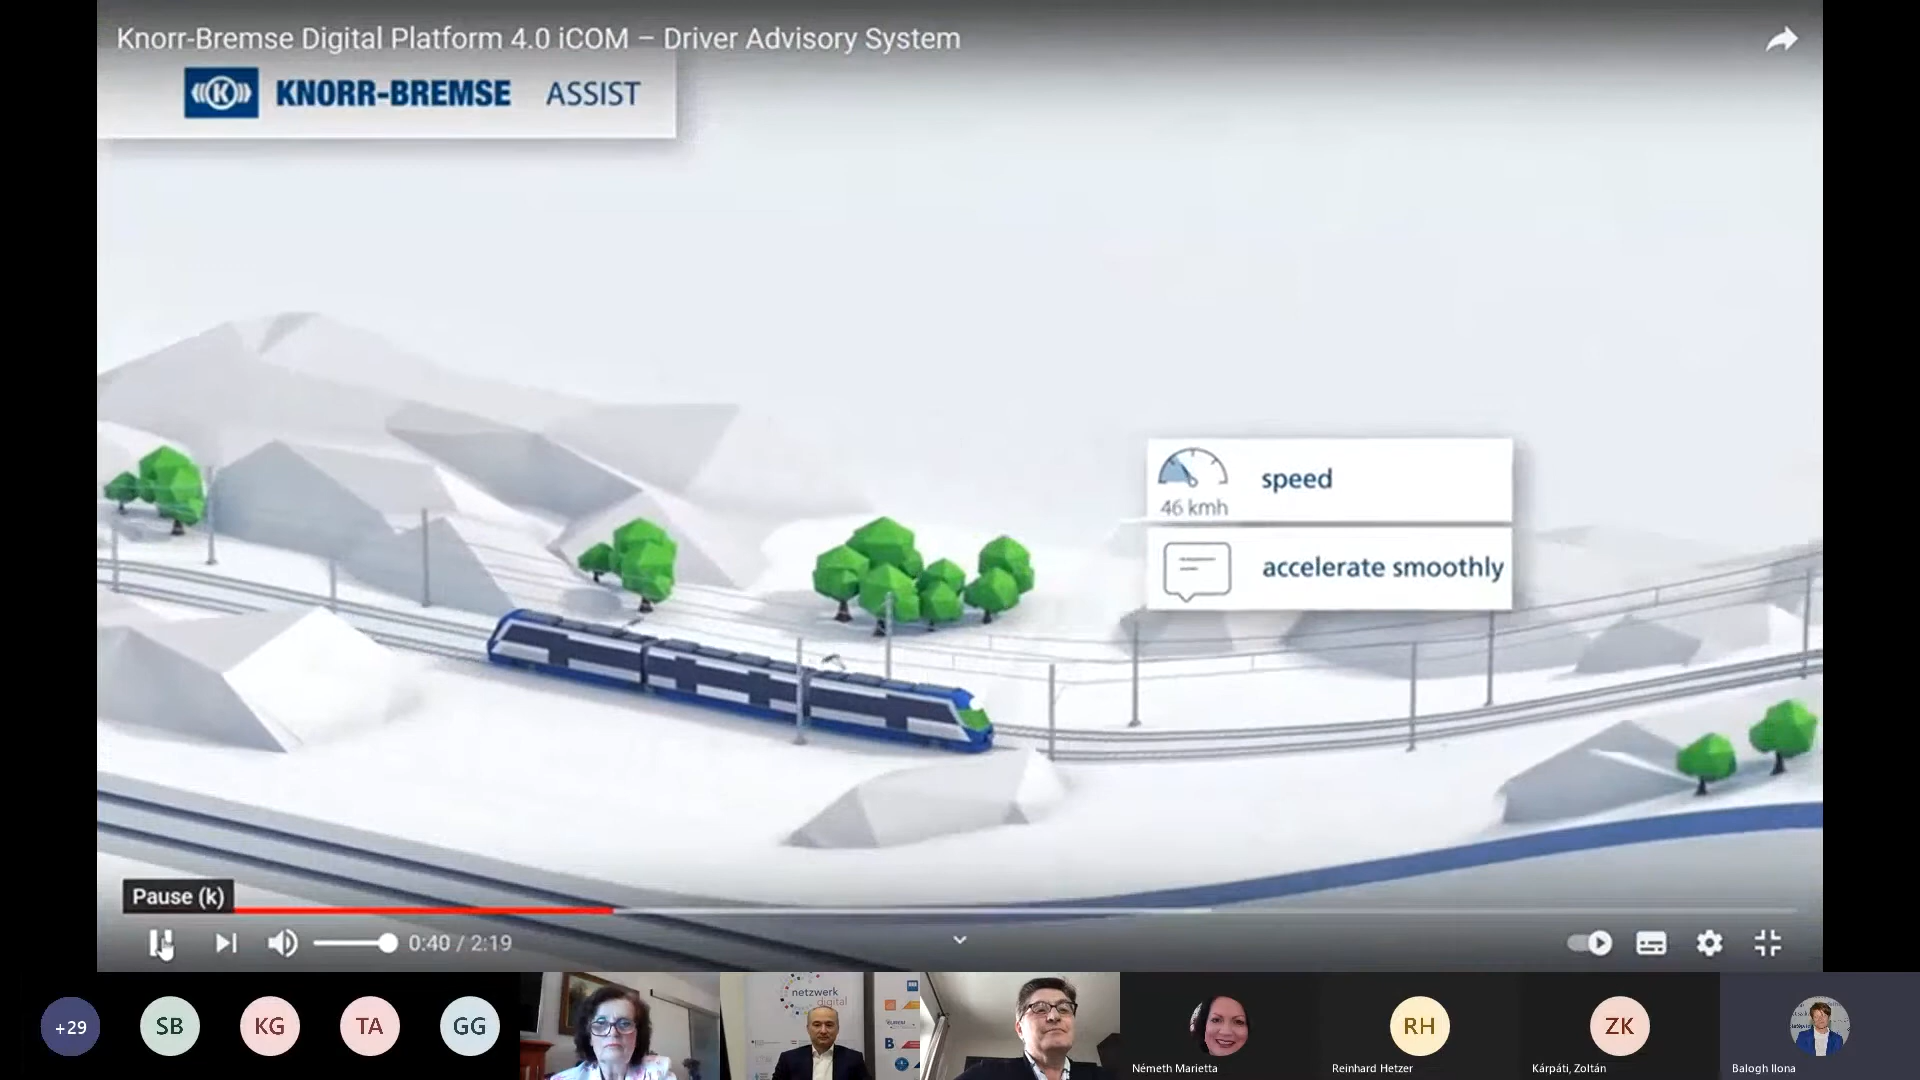 Knorr-Bremse Digital Platform 4.0 iCOM – Driver Advisory System
K KNORR-BREMSE ASSIST
speed
46 kmh
accelerate smoothly
Pause (k)
0:40 / 2:19
+29
SB
KG
TA
GG
netzwerk
digital
B
RH
ZK
Németh Marietta
Reinhard Hetzer
Kárpáti, Zoltán
Balogh Ilona